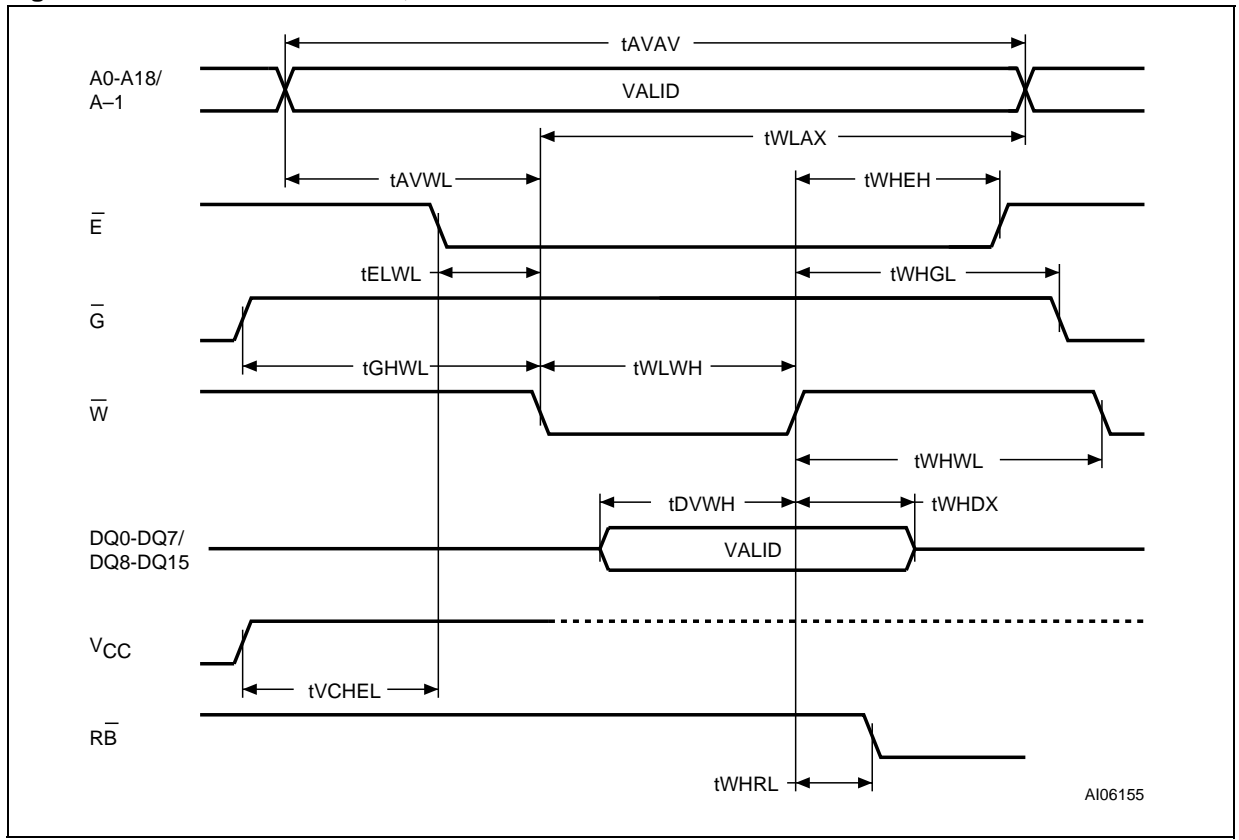 tAVAV
A0-A18/
A–1
VALID
tWLAX
tAVWL
tWHEH
E̅
tELWL
tWHGL
G̅
tGHWL
tWLWH
W̅
tWHWL
tDVWH
tWHDX
DQ0-DQ7/
DQ8-DQ15
VALID
VCC
tVCHEL
RB̅
tWHRL
AI06155